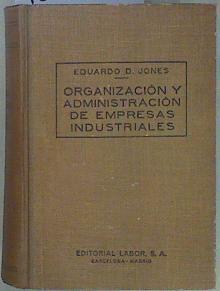 EDUARDO D. JONES
ORGANIZACIÓN Y
ADMINISTRACIÓN
DE EMPRESAS
INDUSTRIALES
EDITORIAL LABOR, S. A.
BARCELONA-MADRID